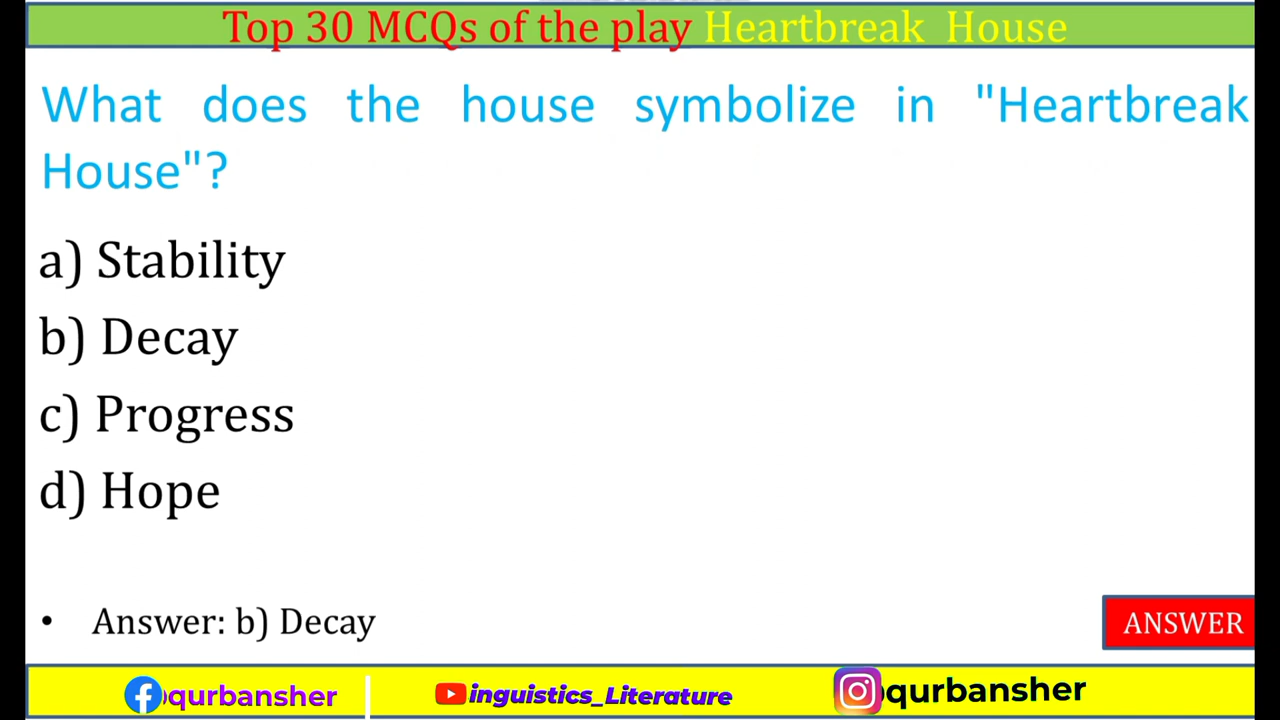 Top 30 MCQs of the play Heartbreak House
What does the house symbolize in "Heartbreak
House"?
a) Stability
b) Decay
c) Progress
d) Hope
• Answer: b) Decay
ANSWER
qurbansher
inguistics_Literature
qurbansher